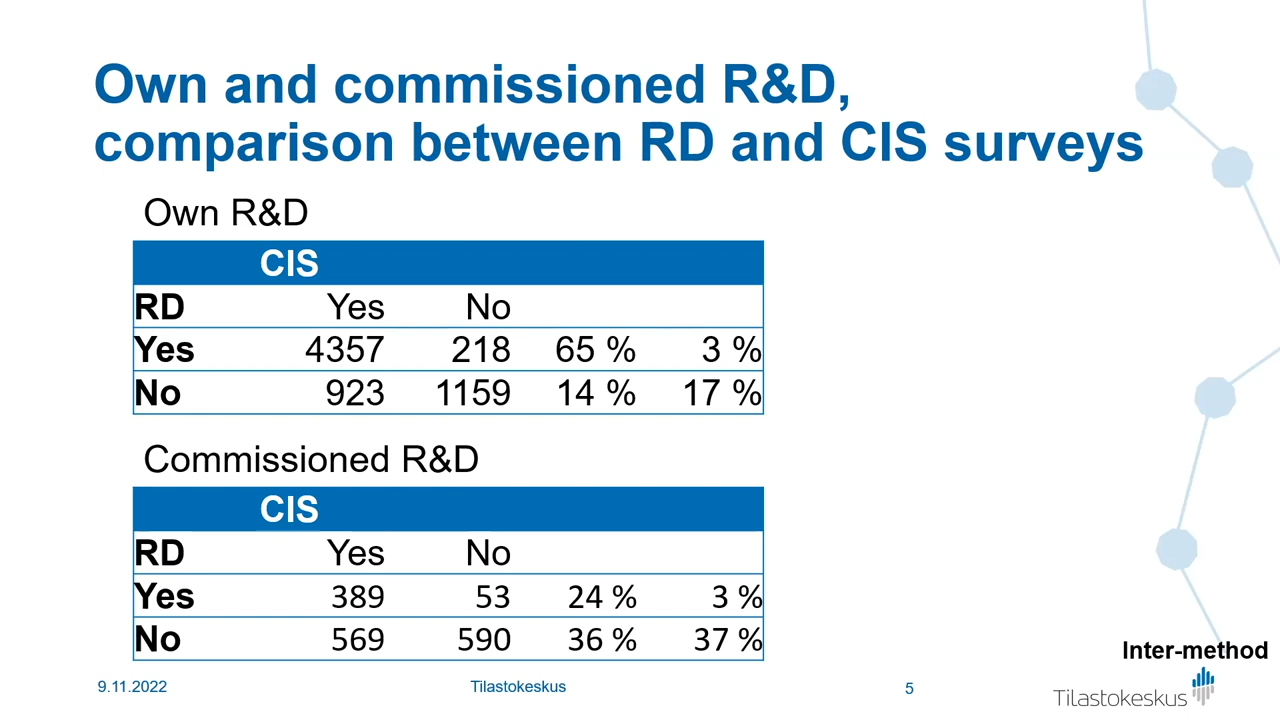 Own and commissioned R&D,
comparison between RD and CIS surveys
Own R&D
CIS
RD Yes No
Yes 4357 218 65 % 3 %
No 923 1159 14 % 17 %
Commissioned R&D
CIS
RD Yes No
Yes 389 53 24 % 3 %
No 569 590 36 % 37 %
Inter-method
9.11.2022 Tilastokeskus 5
Tilastokeskus